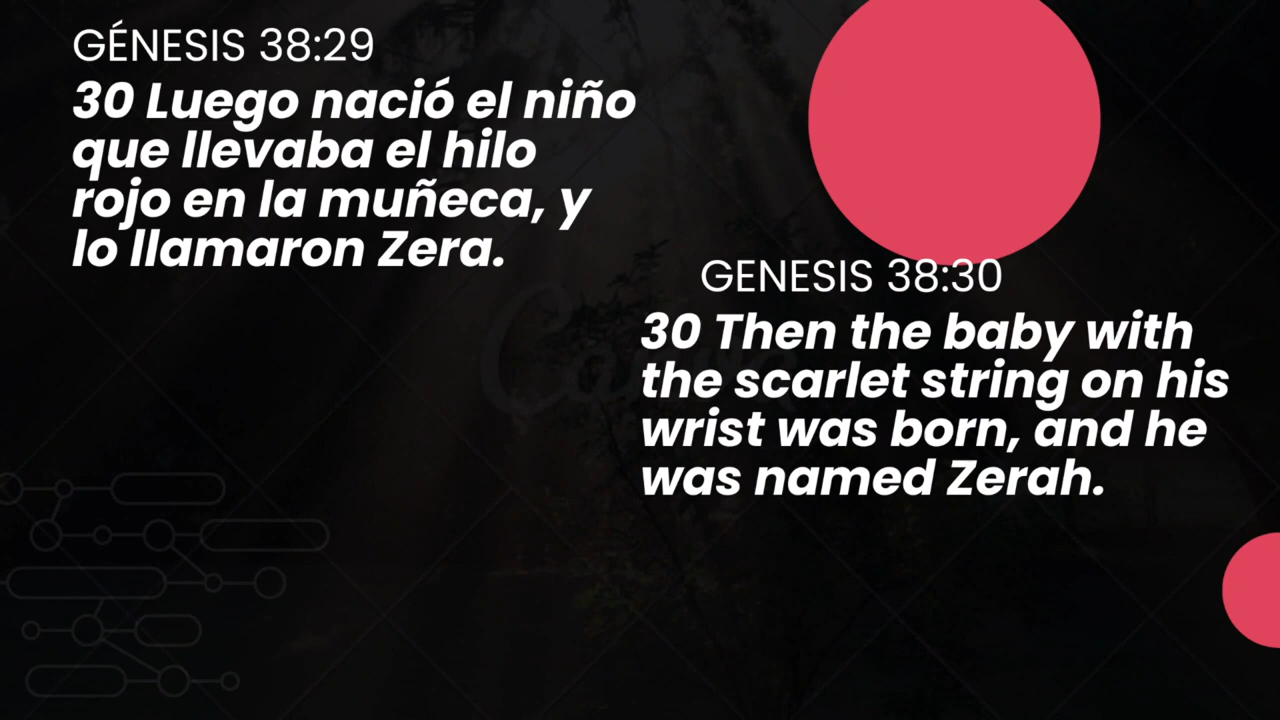 GÉNESIS 38:29
30 Luego nació el niño
que llevaba el hilo
rojo en la muñeca, y
lo llamaron Zera.
GENESIS 38:30
30 Then the baby with
the scarlet string on his
wrist was born, and he
was named Zerah.
Canva